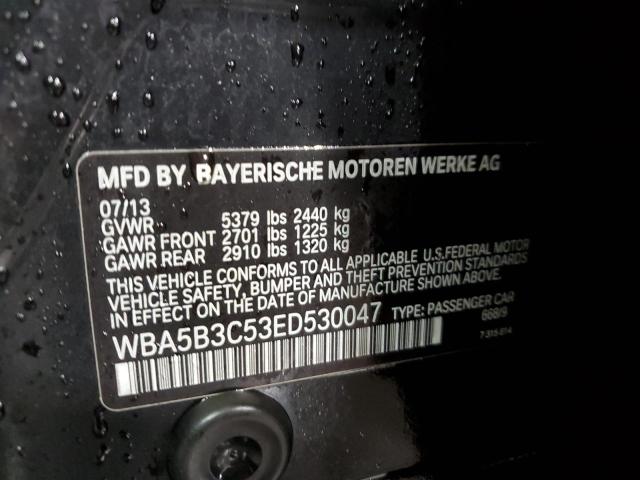 MFD BY BAYERISCHE MOTOREN WERKE AG
07/13
GVWR 5379 lbs 2440 kg
GAWR FRONT 2701 lbs 1225 kg
GAWR REAR 2910 lbs 1320 kg
THIS VEHICLE CONFORMS TO ALL APPLICABLE U.S.FEDERAL MOTOR
VEHICLE SAFETY, BUMPER AND THEFT PREVENTION STANDARDS
IN EFFECT ON THE DATE OF MANUFACTURE SHOWN ABOVE.
WBA5B3C53ED530047 TYPE: PASSENGER CAR
668/9